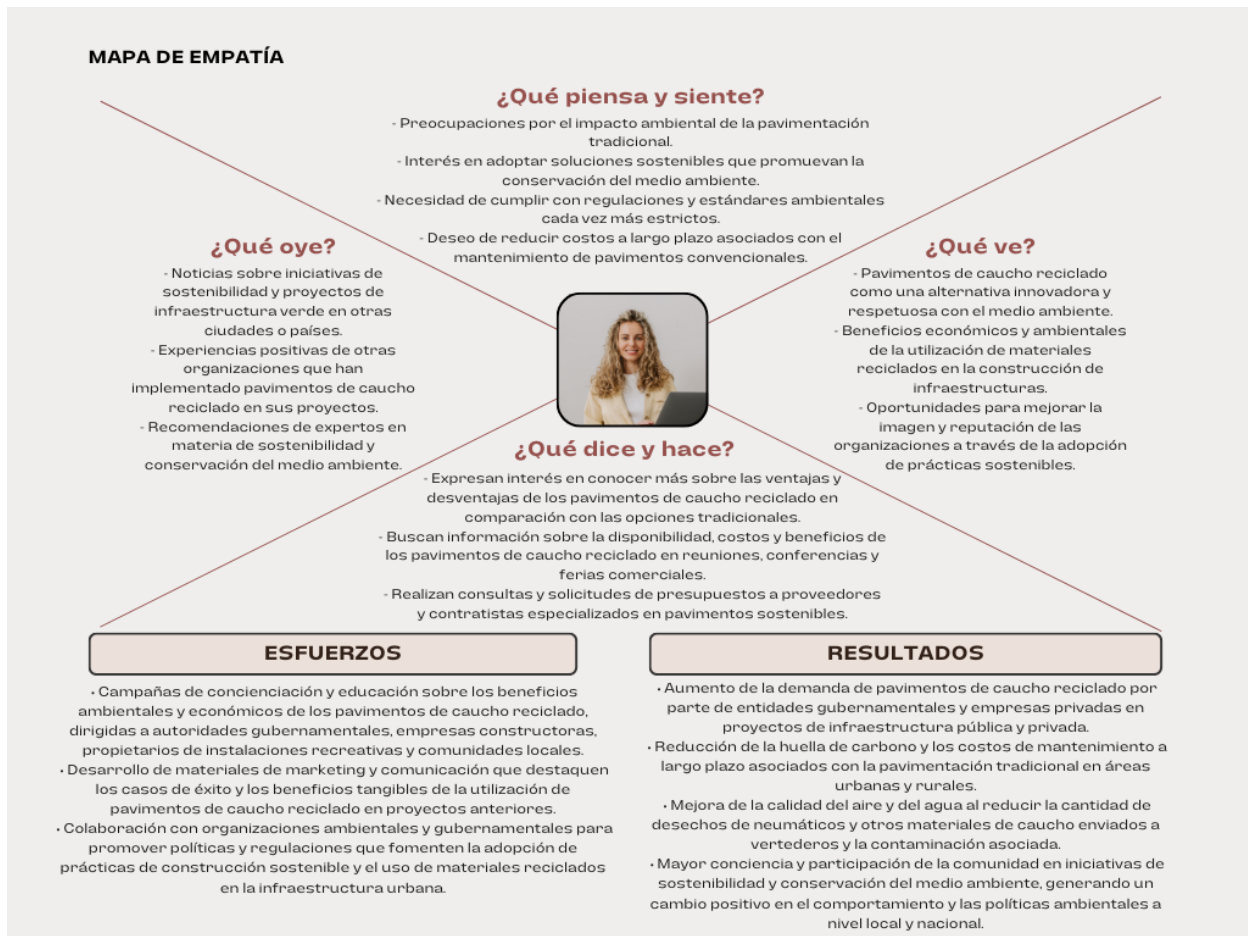 MAPA DE EMPATÍA
¿Qué piensa y siente?
- Preocupaciones por el impacto ambiental de la pavimentación
tradicional.
- Interés en adoptar soluciones sostenibles que promuevan la
conservación del medio ambiente.
- Necesidad de cumplir con regulaciones y estándares ambientales
cada vez más estrictos.
- Deseo de reducir costos a largo plazo asociados con el
mantenimiento de pavimentos convencionales.
¿Qué oye?
- Noticias sobre iniciativas de
sostenibilidad y proyectos de
infraestructura verde en otras
ciudades o países.
- Experiencias positivas de otras
organizaciones que han
implementado pavimentos de caucho
reciclado en sus proyectos.
- Recomendaciones de expertos en
materia de sostenibilidad y
conservación del medio ambiente.
¿Qué ve?
- Pavimentos de caucho reciclado
como una alternativa innovadora y
respetuosa con el medio ambiente.
- Beneficios económicos y ambientales
de la utilización de materiales
reciclados en la construcción de
infraestructuras.
- Oportunidades para mejorar la
imagen y reputación de las
organizaciones a través de la adopción
de prácticas sostenibles.
¿Qué dice y hace?
- Expresan interés en conocer más sobre las ventajas y
desventajas de los pavimentos de caucho reciclado en
comparación con las opciones tradicionales.
- Buscan información sobre la disponibilidad, costos y beneficios de
los pavimentos de caucho reciclado en reuniones, conferencias y
ferias comerciales.
- Realizan consultas y solicitudes de presupuestos a proveedores
y contratistas especializados en pavimentos sostenibles.
ESFUERZOS
• Campañas de concienciación y educación sobre los beneficios
ambientales y económicos de los pavimentos de caucho reciclado,
dirigidas a autoridades gubernamentales, empresas constructoras,
propietarios de instalaciones recreativas y comunidades locales.
• Desarrollo de materiales de marketing y comunicación que destaquen
los casos de éxito y los beneficios tangibles de la utilización de
pavimentos de caucho reciclado en proyectos anteriores.
• Colaboración con organizaciones ambientales y gubernamentales para
promover políticas y regulaciones que fomenten la adopción de
prácticas de construcción sostenible y el uso de materiales reciclados
en la infraestructura urbana.
RESULTADOS
• Aumento de la demanda de pavimentos de caucho reciclado por
parte de entidades gubernamentales y empresas privadas en
proyectos de infraestructura pública y privada.
• Reducción de la huella de carbono y los costos de mantenimiento a
largo plazo asociados con la pavimentación tradicional en áreas
urbanas y rurales.
• Mejora de la calidad del aire y del agua al reducir la cantidad de
desechos de neumáticos y otros materiales de caucho enviados a
vertederos y la contaminación asociada.
• Mayor conciencia y participación de la comunidad en iniciativas de
sostenibilidad y conservación del medio ambiente, generando un
cambio positivo en el comportamiento y las políticas ambientales a
nivel local y nacional.